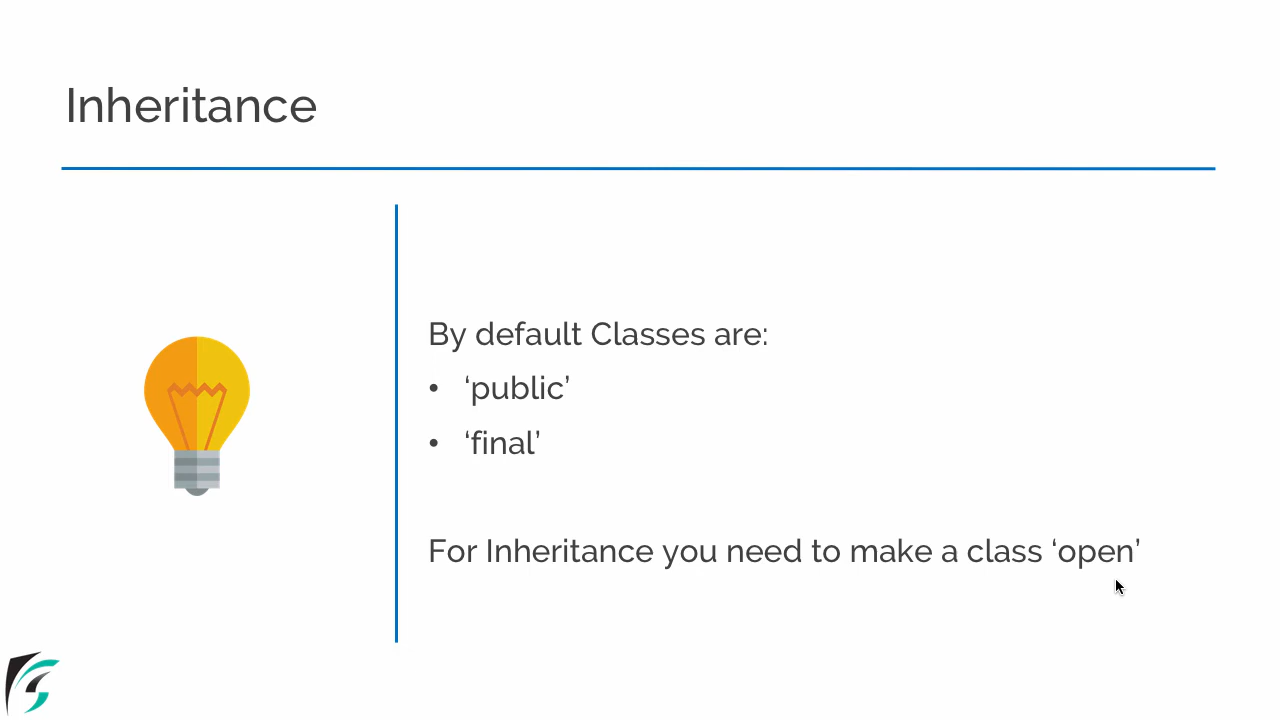 Inheritance
By default Classes are:
• ‘public’
• ‘final’
For Inheritance you need to make a class ‘open’